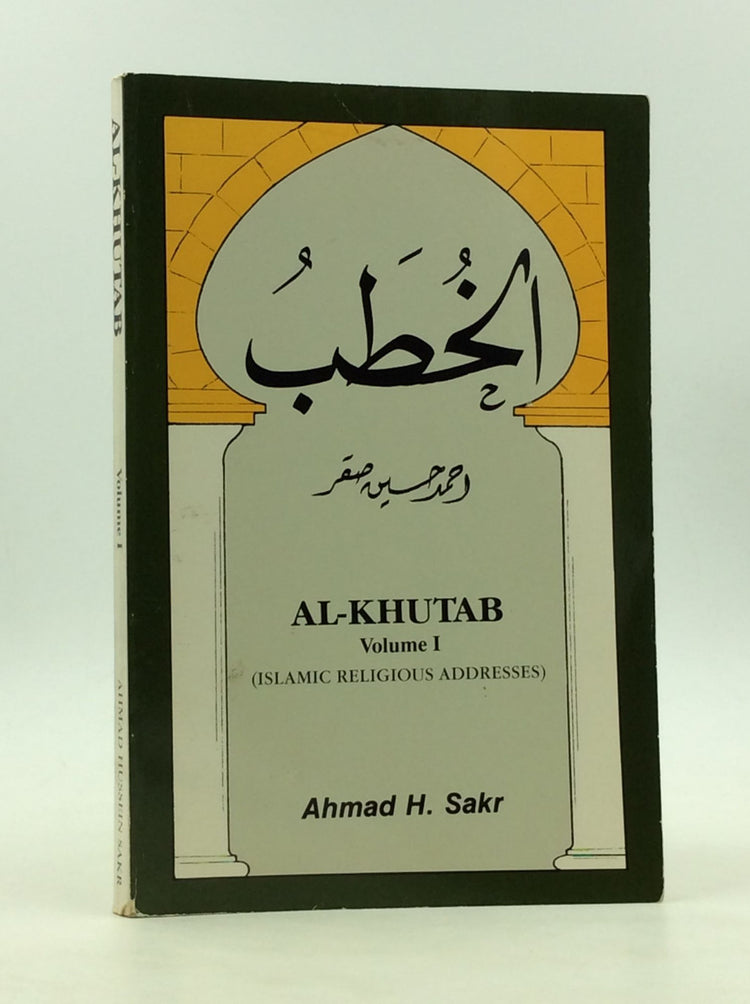 الخُطَبُ
احمد حسين صقر
AL-KHUTAB
Volume I
(ISLAMIC RELIGIOUS ADDRESSES)
Ahmad H. Sakr
AL-KHUTAB
Volume I
AHMAD HUSSEIN SAKR